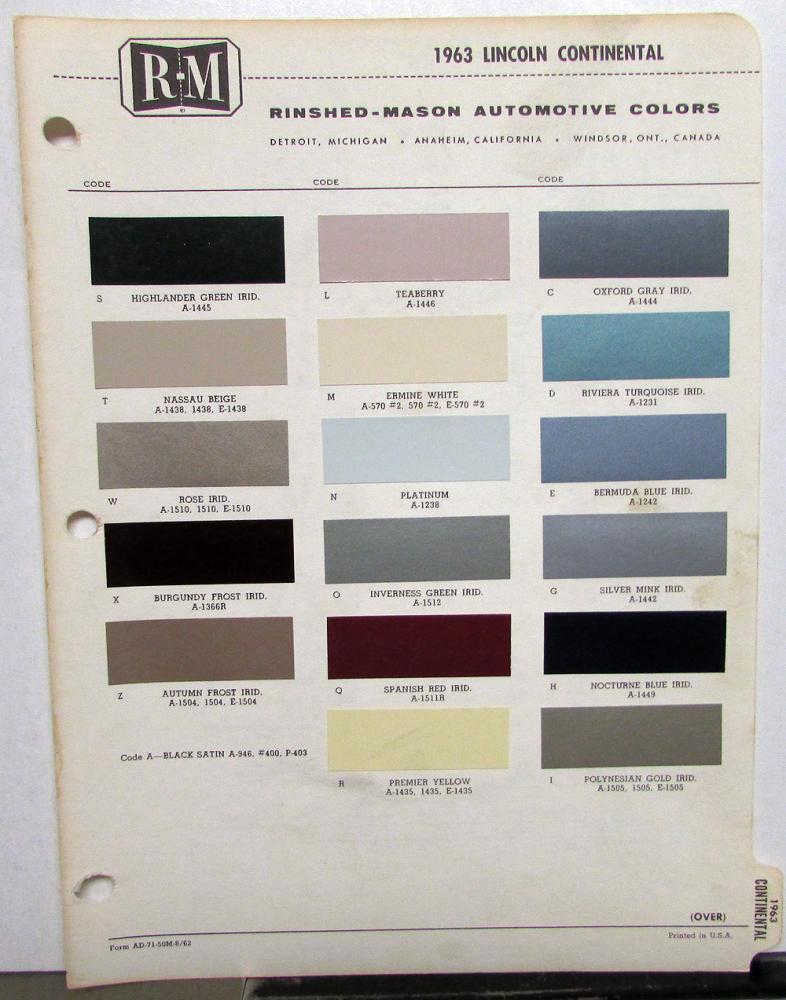 R-M
®
1963 LINCOLN CONTINENTAL
RINSHED-MASON AUTOMOTIVE COLORS
DETROIT, MICHIGAN • ANAHEIM, CALIFORNIA • WINDSOR, ONT., CANADA
CODE CODE CODE
S HIGHLANDER GREEN IRID.
A-1445
L TEABERRY
A-1446
C OXFORD GRAY IRID.
A-1444
T NASSAU BEIGE
A-1438, 1438, E-1438
M ERMINE WHITE
A-570 #2, 570 #2, E-570 #2
D RIVIERA TURQUOISE IRID.
A-1231
W ROSE IRID.
A-1510, 1510, E-1510
N PLATINUM
A-1238
E BERMUDA BLUE IRID.
A-1242
X BURGUNDY FROST IRID.
A-1366R
O INVERNESS GREEN IRID.
A-1512
G SILVER MINK IRID.
A-1442
Z AUTUMN FROST IRID.
A-1504, 1504, E-1504
Q SPANISH RED IRID.
A-1511R
H NOCTURNE BLUE IRID.
A-1449
Code A—BLACK SATIN A-946, #400, P-403
R PREMIER YELLOW
A-1435, 1435, E-1435
I POLYNESIAN GOLD IRID.
A-1505, 1505, E-1505
1963
CONTINENTAL
(OVER)
Form AD-71-50M-8/62
Printed in U.S.A.